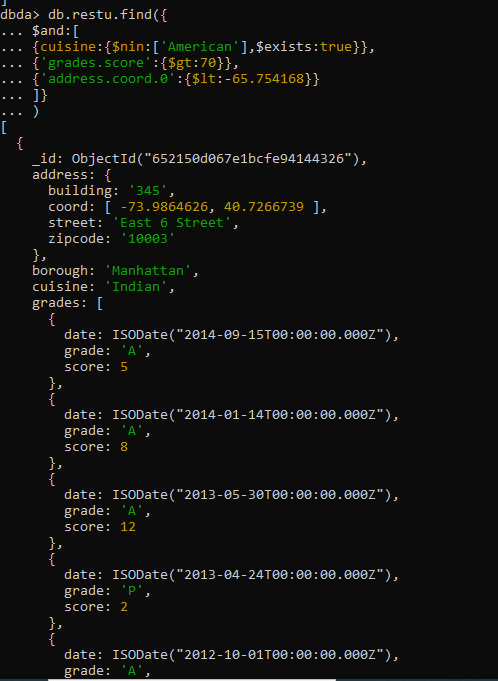 ]
dbda> db.restu.find({
... $and:[
... {cuisine:{$nin:['American'],$exists:true}},
... {'grades.score':{$gt:70}},
... {'address.coord.0':{$lt:-65.754168}}
... ]}
... )
[
{
_id: ObjectId("652150d067e1bcfe94144326"),
address: {
building: '345',
coord: [ -73.9864626, 40.7266739 ],
street: 'East 6 Street',
zipcode: '10003'
},
borough: 'Manhattan',
cuisine: 'Indian',
grades: [
{
date: ISODate("2014-09-15T00:00:00.000Z"),
grade: 'A',
score: 5
},
{
date: ISODate("2014-01-14T00:00:00.000Z"),
grade: 'A',
score: 8
},
{
date: ISODate("2013-05-30T00:00:00.000Z"),
grade: 'A',
score: 12
},
{
date: ISODate("2013-04-24T00:00:00.000Z"),
grade: 'P',
score: 2
},
{
date: ISODate("2012-10-01T00:00:00.000Z"),
grade: 'A',